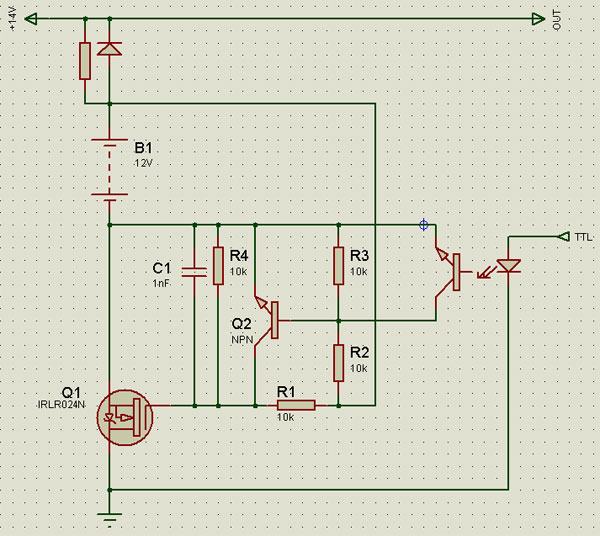 +14V
OUT
B1
12V
TTL
C1
1nF
R4
10k
R3
10k
Q2
NPN
R2
10k
Q1
IRLR024N
R1
10k